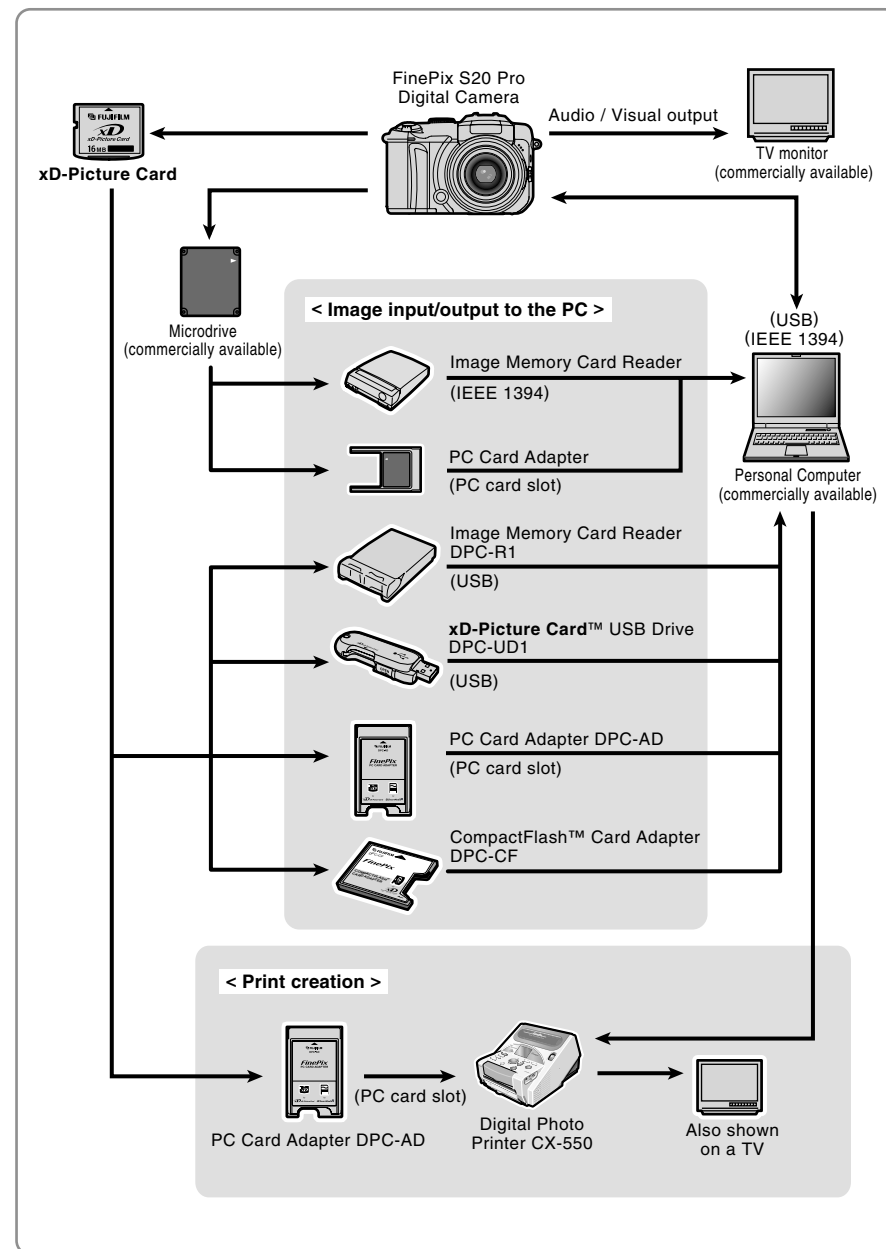 FinePix S20 Pro
Digital Camera
Audio / Visual output
FUJIFILM
xD
xD-Picture Card
16MB
xD-Picture Card
TV monitor
(commercially available)
Microdrive
(commercially available)
< Image input/output to the PC >
(USB)
(IEEE 1394)
Image Memory Card Reader
(IEEE 1394)
PC Card Adapter
(PC card slot)
Personal Computer
(commercially available)
Image Memory Card Reader
DPC-R1
(USB)
xD-Picture Card™ USB Drive
DPC-UD1
(USB)
PC Card Adapter DPC-AD
(PC card slot)
FinePix
CompactFlash™ Card Adapter
DPC-CF
FinePix
< Print creation >
FinePix
(PC card slot)
PC Card Adapter DPC-AD
Digital Photo
Printer CX-550
Also shown
on a TV